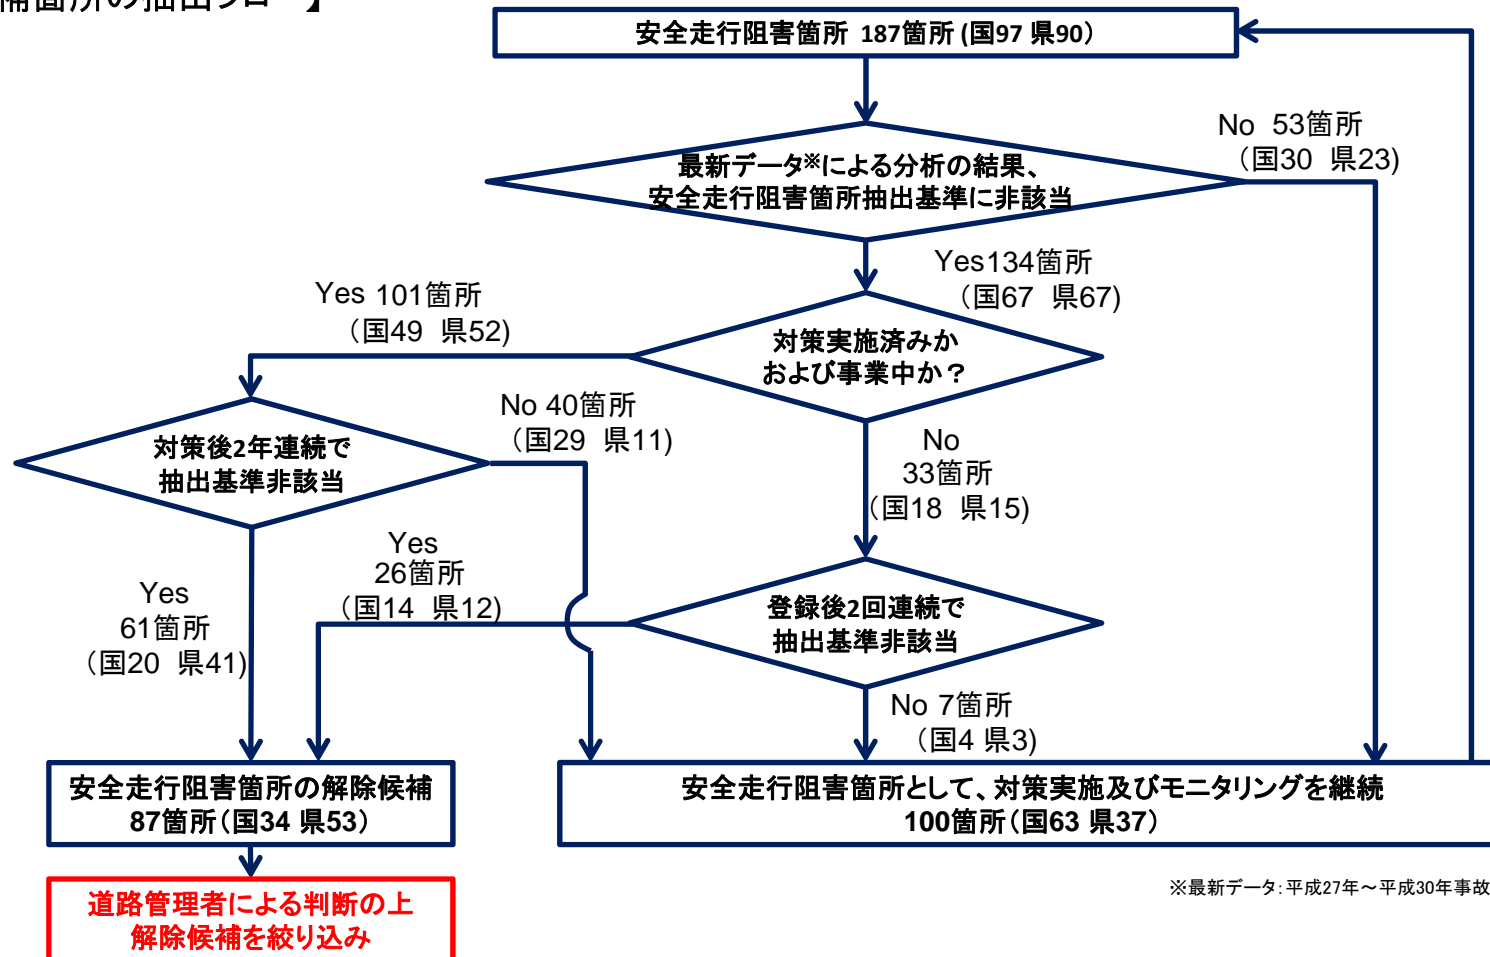 補箇所の抽出フロー】
安全走行阻害箇所 187箇所 (国97 県90）
最新データ※による分析の結果、
安全走行阻害箇所抽出基準に非該当
No 53箇所
（国30 県23)
Yes134箇所
（国67 県67)
対策実施済みか
および事業中か？
Yes 101箇所
（国49 県52)
対策後2年連続で
抽出基準非該当
No 40箇所
（国29 県11)
No
33箇所
（国18 県15)
Yes
26箇所
（国14 県12)
登録後2回連続で
抽出基準非該当
Yes
61箇所
（国20 県41)
No 7箇所
（国4 県3)
安全走行阻害箇所の解除候補
87箇所（国34 県53）
安全走行阻害箇所として、対策実施及びモニタリングを継続
100箇所（国63 県37）
道路管理者による判断の上
解除候補を絞り込み
※最新データ：平成27年～平成30年事故